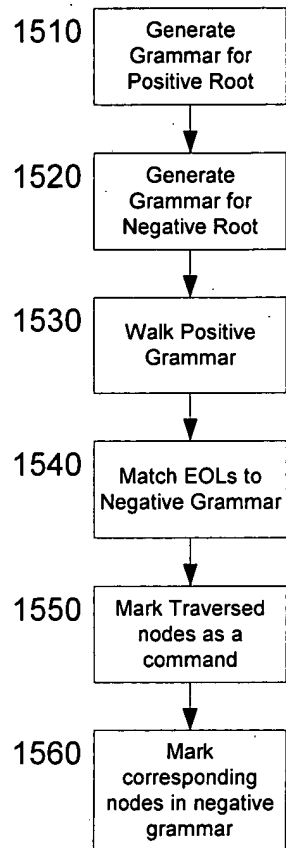 1510
Generate
Grammar for
Positive Root
1520
Generate
Grammar for
Negative Root
1530
Walk Positive
Grammar
1540
Match EOLs to
Negative Grammar
1550
Mark Traversed
nodes as a
command
1560
Mark
corresponding
nodes in negative
grammar